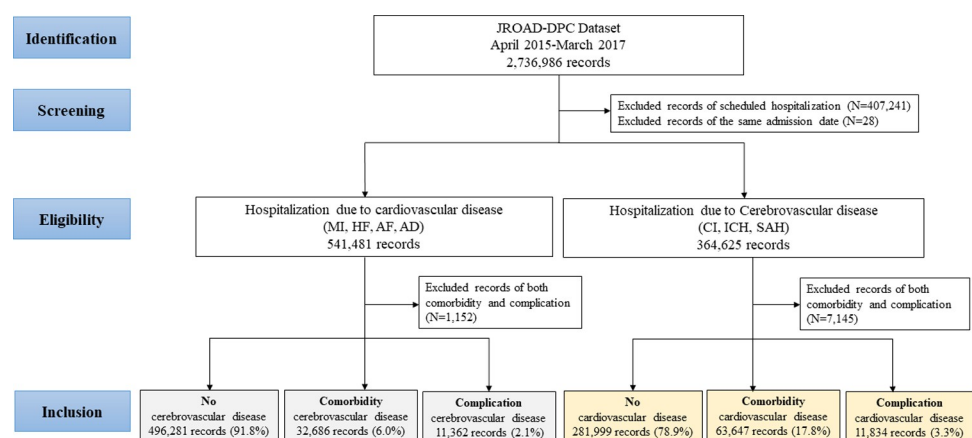 Identification
JROAD-DPC Dataset
April 2015-March 2017
2,736,986 records
Screening
Excluded records of scheduled hospitalization (N=407,241)
Excluded records of the same admission date (N=28)
Eligibility
Hospitalization due to cardiovascular disease
(MI, HF, AF, AD)
541,481 records
Hospitalization due to Cerebrovascular disease
(CI, ICH, SAH)
364,625 records
Excluded records of both
comorbidity and complication
(N=1,152)
Excluded records of both
comorbidity and complication
(N=7,145)
Inclusion
No
cerebrovascular disease
496,281 records (91.8%)
Comorbidity
cerebrovascular disease
32,686 records (6.0%)
Complication
cerebrovascular disease
11,362 records (2.1%)
No
cardiovascular disease
281,999 records (78.9%)
Comorbidity
cardiovascular disease
63,647 records (17.8%)
Complication
cardiovascular disease
11,834 records (3.3%)